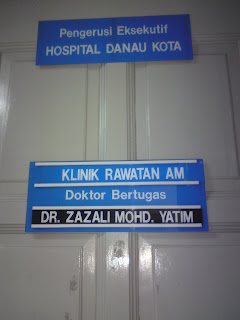 Pengerusi Eksekutif
HOSPITAL DANAU KOTA
KLINIK RAWATAN AM
Doktor Bertugas
DR. ZAZALI MOHD. YATIM